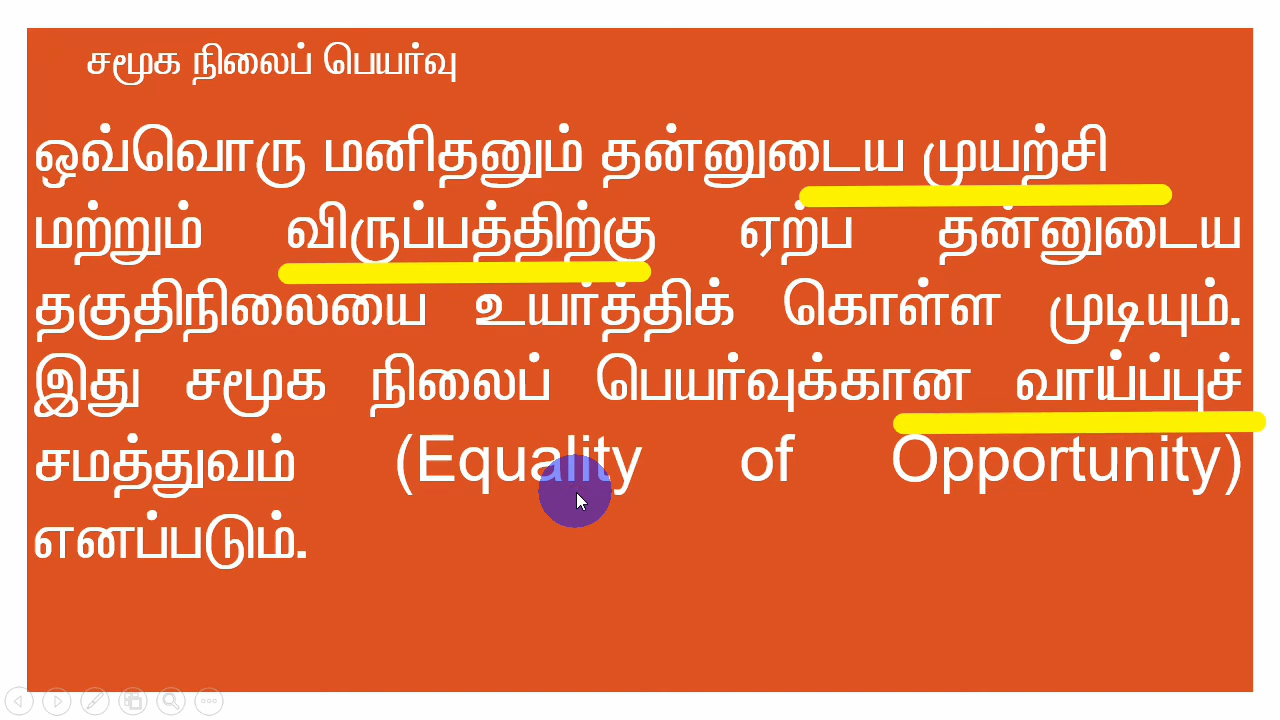 சமூக நிலைப் பெயர்வு
ஒவ்வொரு மனிதனும் தன்னுடைய முயற்சி
மற்றும் விருப்பத்திற்கு ஏற்ப தன்னுடைய
தகுதிநிலையை உயர்த்திக் கொள்ள முடியும்.
இது சமூக நிலைப் பெயர்வுக்கான வாய்ப்புச்
சமத்துவம் (Equality of Opportunity)
எனப்படும்.